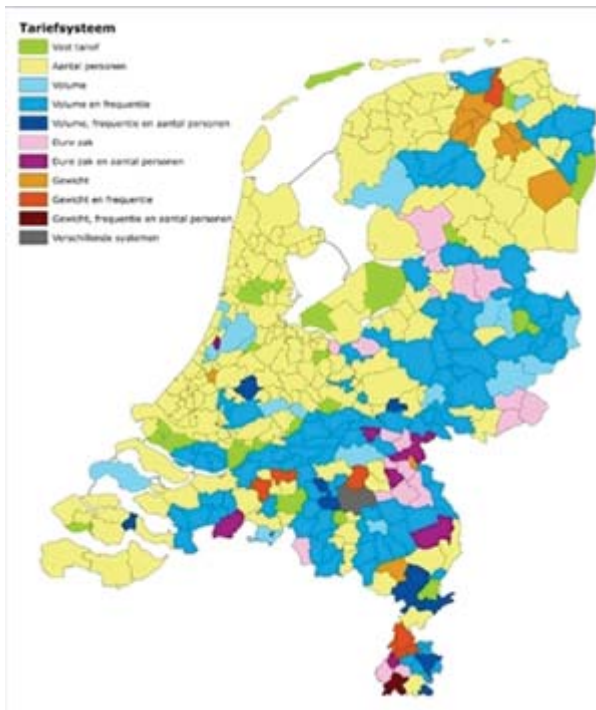 Tariefsysteem
Vast tarief
Aantal personen
Volume
Volume en frequentie
Volume, frequentie en aantal personen
Dure zak
Dure zak en aantal personen
Gewicht
Gewicht en frequentie
Gewicht, frequentie en aantal personen
Verschillende systemen